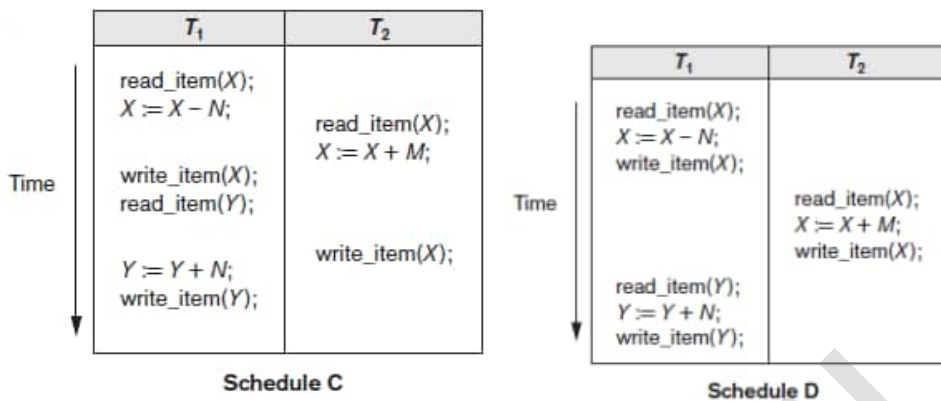 T1 T2
read_item(X);
X := X – N;
read_item(X);
X := X + M;
Time
write_item(X);
read_item(Y);
write_item(X);
Y := Y + N;
write_item(Y);
Schedule C
T1 T2
read_item(X);
X := X – N;
write_item(X);
Time
read_item(X);
X := X + M;
write_item(X);
read_item(Y);
Y := Y + N;
write_item(Y);
Schedule D